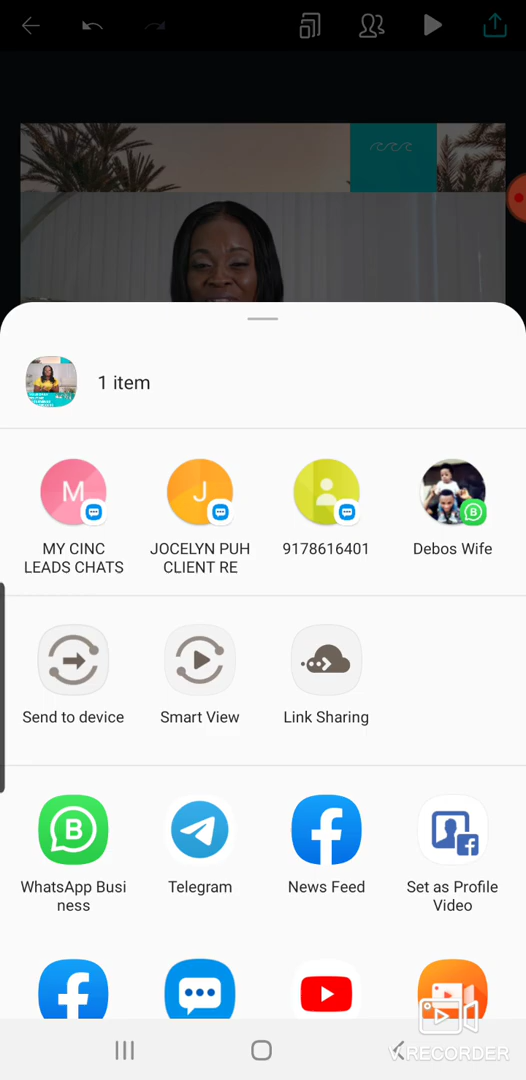 1 item
M
J
MY CINC
LEADS CHATS
JOCELYN PUH
CLIENT RE
9178616401
Debos Wife
Send to device
Smart View
Link Sharing
B
WhatsApp Busi
ness
Telegram
News Feed
Set as Profile
Video
V.RECORDER